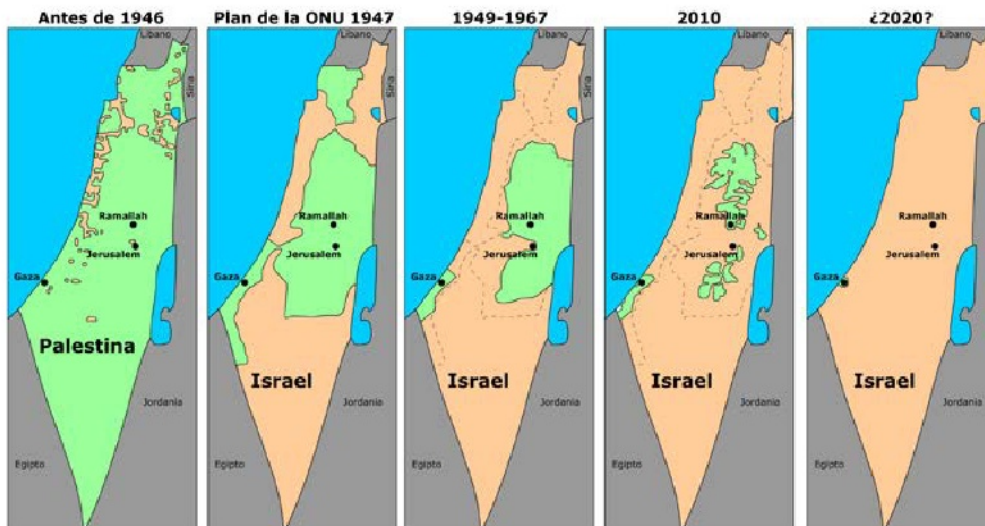 Antes de 1946
Plan de la ONU 1947
1949-1967
2010
¿2020?
Líbano
Siria
Ramallah
Jerusalem
Gaza
Palestina
Jordania
Egipto
Líbano
Siria
Ramallah
Jerusalem
Gaza
Israel
Jordania
Egipto
Líbano
Siria
Ramallah
Jerusalem
Gaza
Israel
Jordania
Egipto
Líbano
Siria
Ramallah
Jerusalem
Gaza
Israel
Jordania
Egipto
Líbano
Siria
Ramallah
Jerusalem
Gaza
Israel
Jordania
Egipto